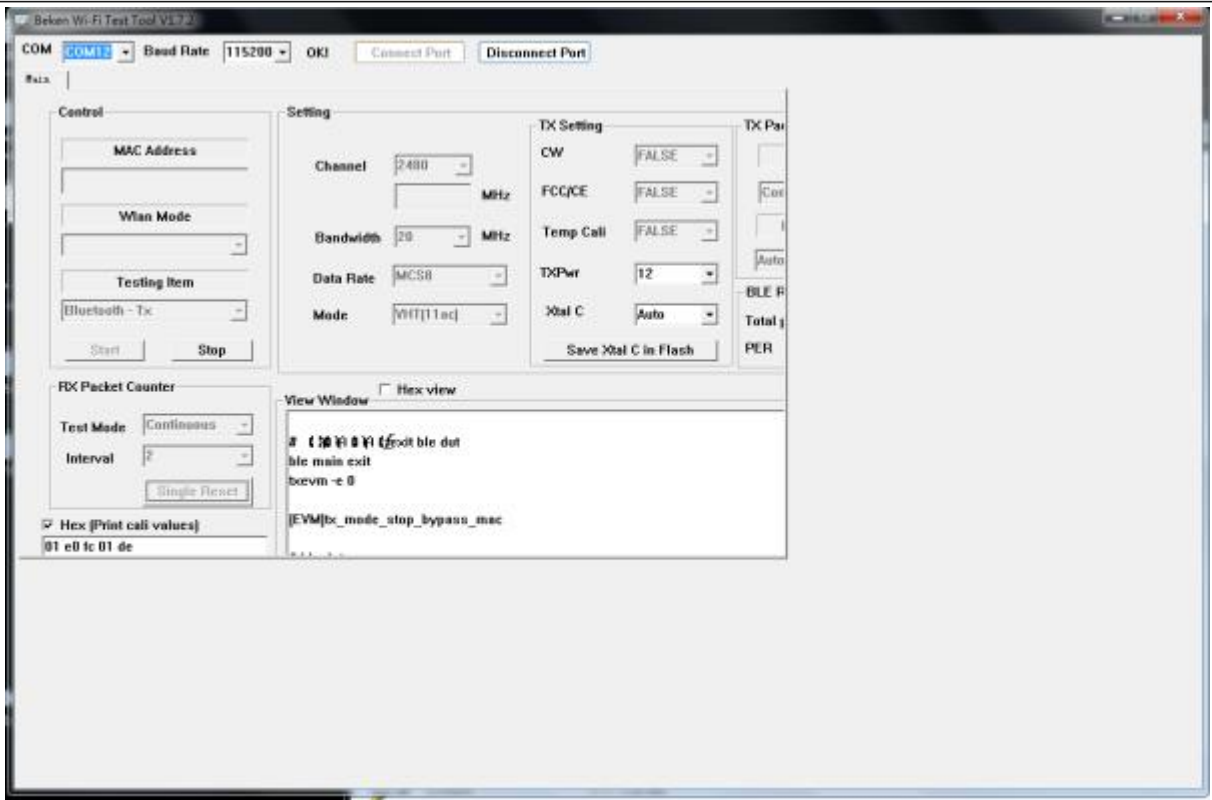 Beken Wi-Fi Test Tool V1.7.2
COM COM12 Baud Rate 115200 OK! Connect Port Disconnect Port
Main
Control
MAC Address
Wlan Mode
Testing Item
Bluetooth - Tx
Start Stop
Setting
Channel 2480
MHz
Bandwidth 20 MHz
Data Rate MCS8
Mode VHT(11ac)
TX Setting
CW FALSE
FCC/CE FALSE
Temp Cali FALSE
TXPwr 12
Xtal C Auto
Save Xtal C in Flash
TX Pa
Con
Auto
BLE R
Total
PER
RX Packet Counter
Test Mode Continuous
Interval 2
Single Reset
Hex (Print cali values)
01 e0 fc 01 de
Hex view
View Window
exit ble dut
ble main exit
txevm -e 0
[EVM]tx_mode_stop_bypass_mac